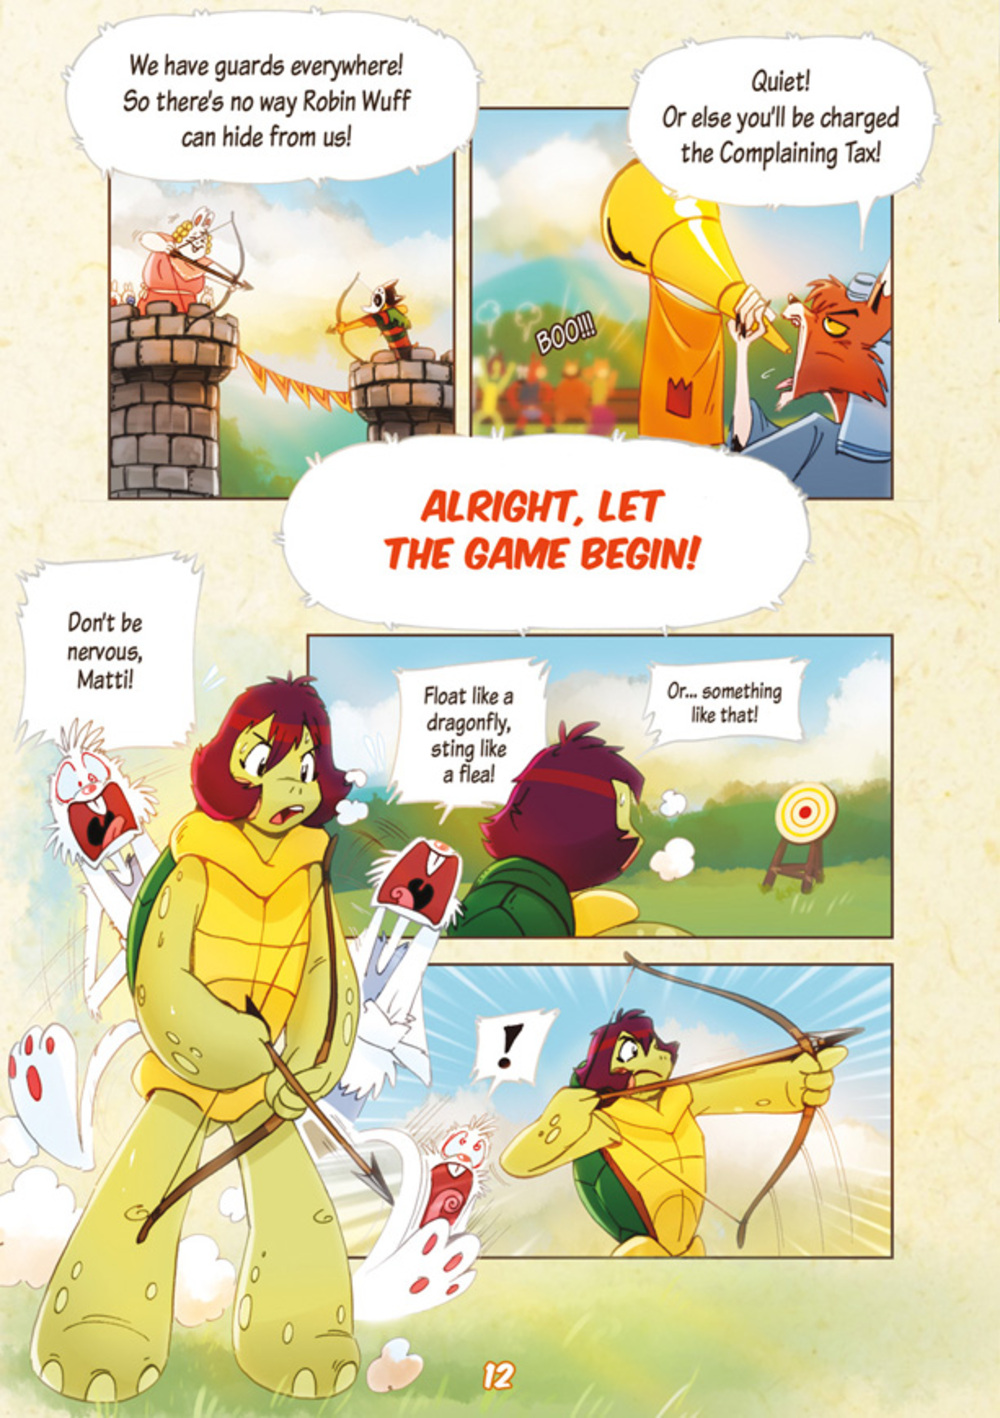 We have guards everywhere!
So there's no way Robin Wuff
can hide from us!
Quiet!
Or else you'll be charged
the Complaining Tax!
BOO!!!
ALRIGHT, LET
THE GAME BEGIN!
Don't be
nervous,
Matti!
Float like a
dragonfly,
sting like
a flea!
Or... something
like that!
!
12